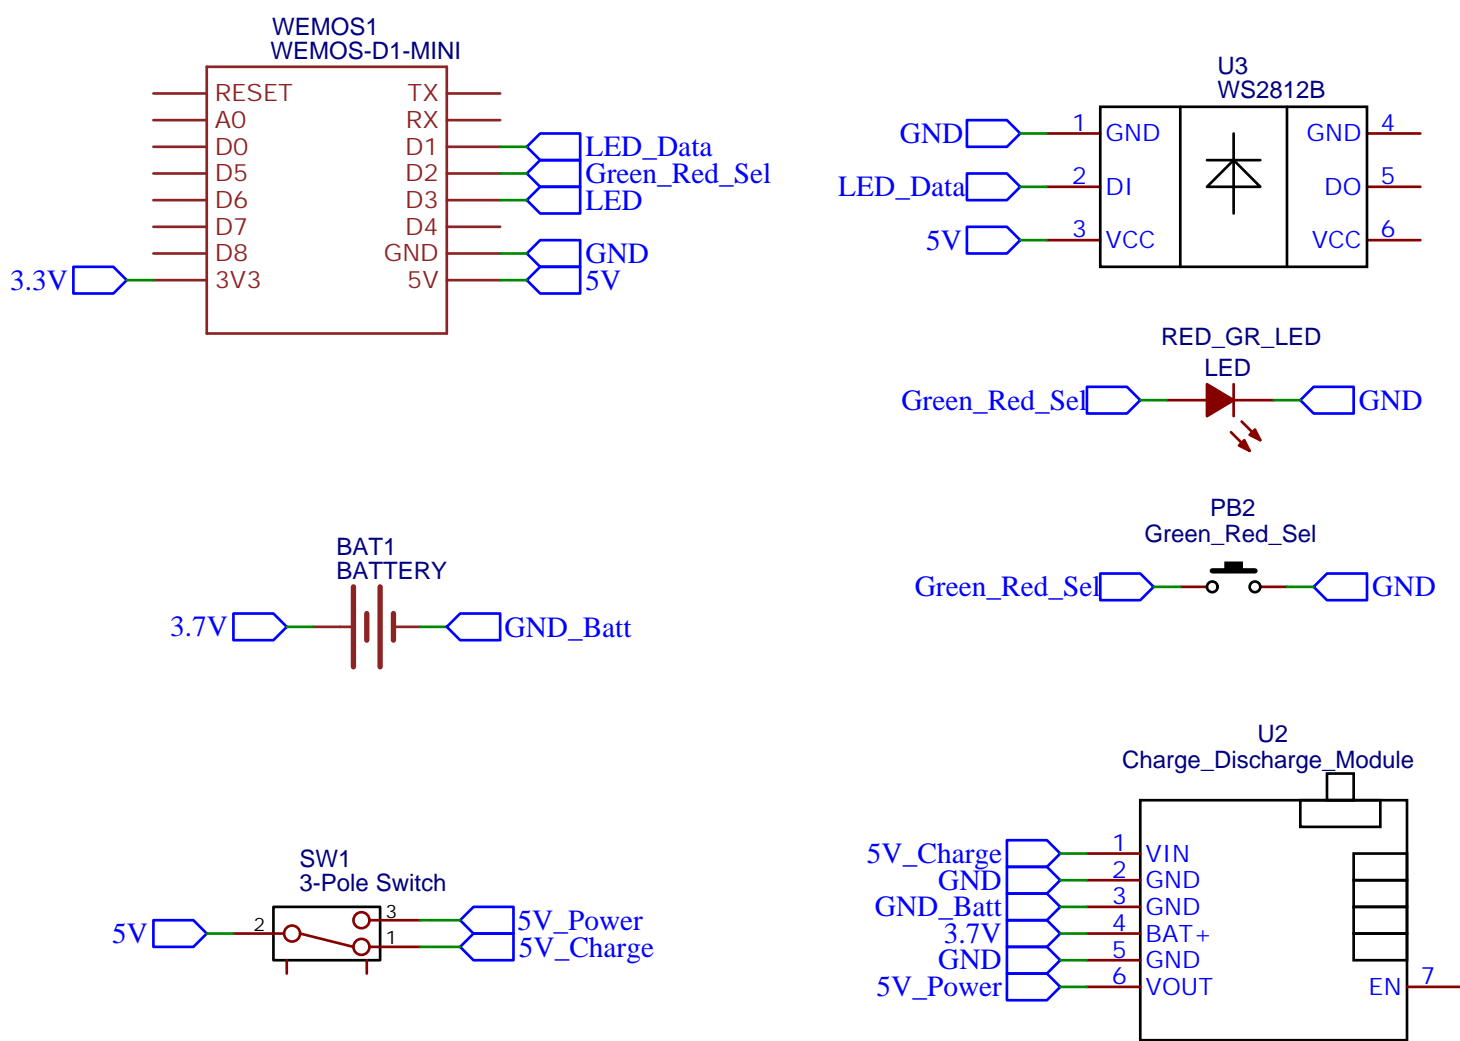 WEMOS1
WEMOS-D1-MINI
RESET TX
A0 RX
D0 D1 LED_Data
D5 D2 Green_Red_Sel
D6 D3 LED
D7 D4
D8 GND GND
3.3V 3V3 5V 5V
U3
WS2812B
GND 1 GND GND 4
LED_Data 2 DI DO 5
5V 3 VCC VCC 6
RED_GR_LED
LED
Green_Red_Sel GND
PB2
Green_Red_Sel
Green_Red_Sel GND
BAT1
BATTERY
3.7V GND_Batt
SW1
3-Pole Switch
3 5V_Power
5V 2
1 5V_Charge
U2
Charge_Discharge_Module
5V_Charge 1 VIN
GND 2 GND
GND_Batt 3 GND
3.7V 4 BAT+
GND 5 GND
5V_Power 6 VOUT EN 7